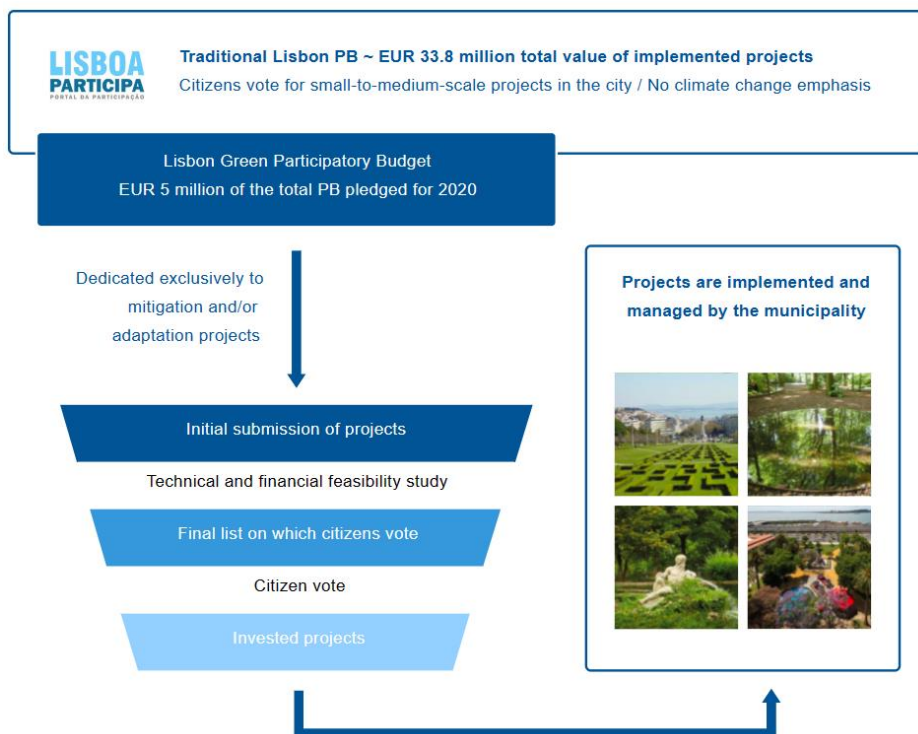 LISBOA
PARTICIPA
PORTAL DA PARTICIPAÇÃO
Traditional Lisbon PB ~ EUR 33.8 million total value of implemented projects
Citizens vote for small-to-medium-scale projects in the city / No climate change emphasis
Lisbon Green Participatory Budget
EUR 5 million of the total PB pledged for 2020
Dedicated exclusively to
mitigation and/or
adaptation projects
Initial submission of projects
Technical and financial feasibility study
Final list on which citizens vote
Citizen vote
Invested projects
Projects are implemented and
managed by the municipality